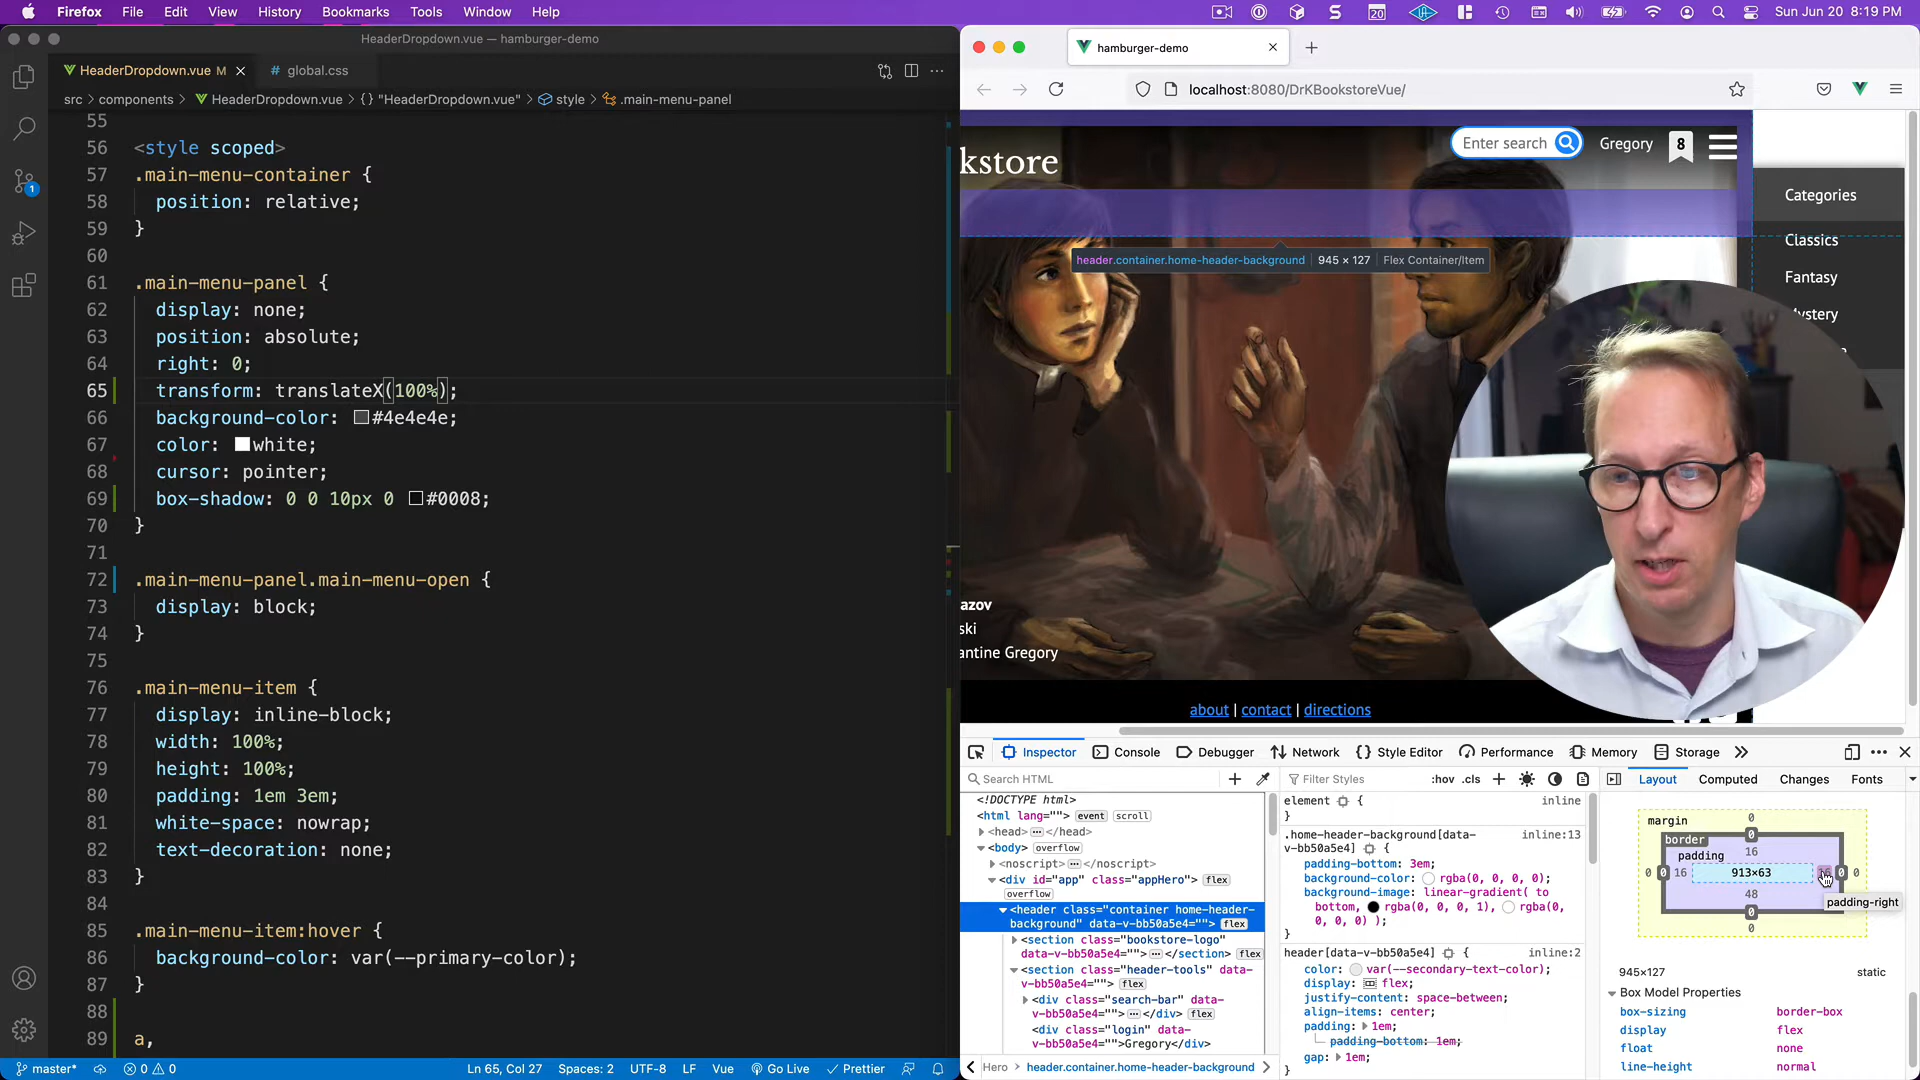 Firefox File Edit View History Bookmarks Tools Window Help
20
Sun Jun 20 8:19 PM
HeaderDropdown.vue — hamburger-demo
HeaderDropdown.vue M
# global.css
src > components > HeaderDropdown.vue > {} "HeaderDropdown.vue" > style > .main-menu-panel
55
56 <style scoped>
57 .main-menu-container {
58 position: relative;
59 }
60
61 .main-menu-panel {
62 display: none;
63 position: absolute;
64 right: 0;
65 transform: translateX(100%);
66 background-color: #4e4e4e;
67 color: white;
68 cursor: pointer;
69 box-shadow: 0 0 10px 0 #0008;
70 }
71
72 .main-menu-panel.main-menu-open {
73 display: block;
74 }
75
76 .main-menu-item {
77 display: inline-block;
78 width: 100%;
79 height: 100%;
80 padding: 1em 3em;
81 white-space: nowrap;
82 text-decoration: none;
83 }
84
85 .main-menu-item:hover {
86 background-color: var(--primary-color);
87 }
88
89 a,
1
master* 0 0
Ln 65, Col 27 Spaces: 2 UTF-8 LF Vue Go Live Prettier
hamburger-demo
localhost:8080/DrKBookstoreVue/
kstore
Enter search
Gregory
8
Categories
Classics
Fantasy
Mystery
header.container.home-header-background 945 × 127 Flex Container/Item
azov
ski
antine Gregory
about | contact | directions
Inspector Console Debugger Network Style Editor Performance Memory Storage
Search HTML
<!DOCTYPE html>
<html lang=""> event scroll
<head> </head>
<body> overflow
<noscript> </noscript>
<div id="app" class="appHero"> flex
overflow
<header class="container home-header-
background" data-v-bb50a5e4=""> flex
<section class="bookstore-logo"
data-v-bb50a5e4=""> </section> flex
<section class="header-tools" data-
v-bb50a5e4=""> flex
<div class="search-bar" data-
v-bb50a5e4=""> </div> flex
<div class="login" data-
v-bb50a5e4="">Gregory</div>
Hero > header.container.home-header-background
Filter Styles
:hov .cls
element { inline
}
.home-header-background[data- inline:13
v-bb50a5e4] {
padding-bottom: 3em;
background-color: rgba(0, 0, 0, 0);
background-image: linear-gradient( to
bottom, rgba(0, 0, 0, 1), rgba(0,
0, 0, 0) );
}
header[data-v-bb50a5e4] { inline:2
color: var(--secondary-text-color);
display: flex;
justify-content: space-between;
align-items: center;
padding: 1em;
padding-bottom: 1em;
gap: 1em;
}
Layout Computed Changes Fonts
margin 0
border 0
padding 16
0 0 16 913×63 0 0
48
0
0
padding-right
945×127 static
Box Model Properties
box-sizing border-box
display flex
float none
line-height normal